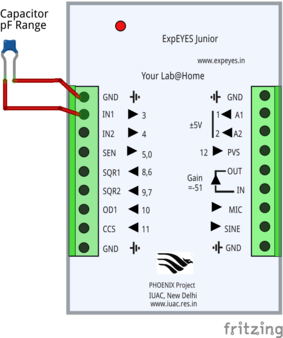 Capacitor
pF Range
ExpEYES Junior
www.expeyes.in
Your Lab@Home
GND
IN1 3
IN2 4
SEN 5,0
SQR1 8,6
SQR2 9,7
OD1 10
CCS 11
GND
GND
±5V
1 A1
2 A2
12 PVS
Gain
=-51
OUT
IN
MIC
SINE
GND
PHOENIX Project
IUAC, New Delhi
www.iuac.res.in
fritzing